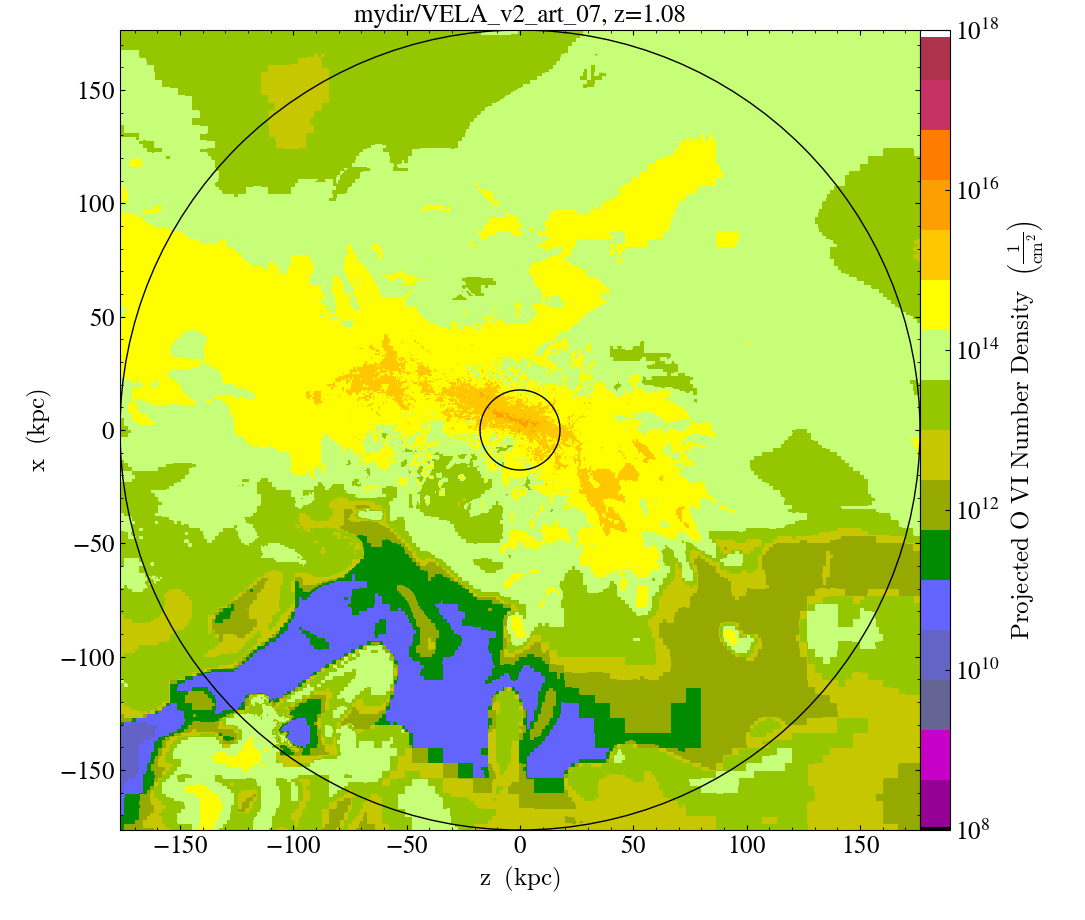 mydir/VELA_v2_art_07, z=1.08
150
100
50
0
−50
−100
−150
x (kpc)
−150 −100 −50 0 50 100 150
z (kpc)
10^18
10^16
10^14
10^12
10^10
10^8
Projected O VI Number Density (1/cm^2)